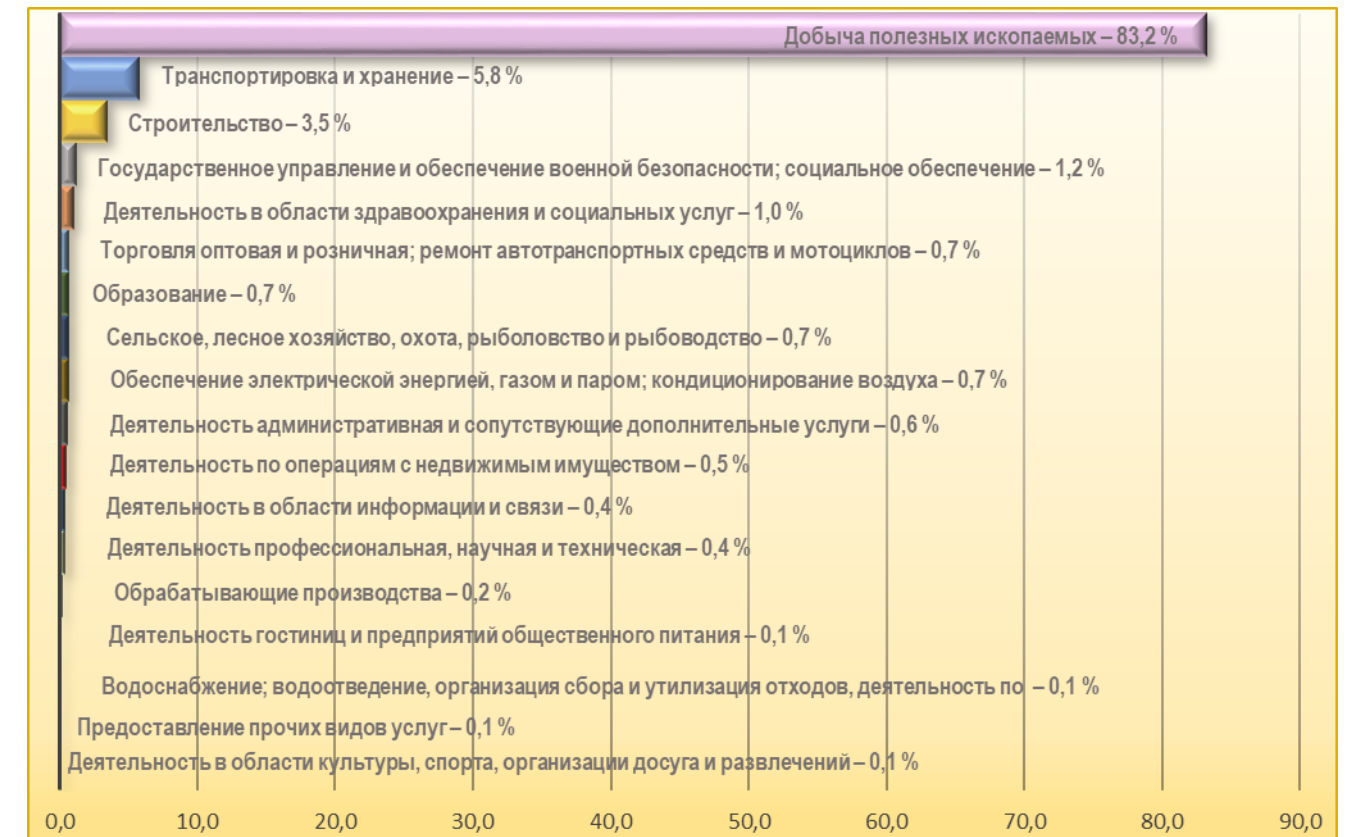 Добыча полезных ископаемых – 83,2 %
Транспортировка и хранение – 5,8 %
Строительство – 3,5 %
Государственное управление и обеспечение военной безопасности; социальное обеспечение – 1,2 %
Деятельность в области здравоохранения и социальных услуг – 1,0 %
Торговля оптовая и розничная; ремонт автотранспортных средств и мотоциклов – 0,7 %
Образование – 0,7 %
Сельское, лесное хозяйство, охота, рыболовство и рыбоводство – 0,7 %
Обеспечение электрической энергией, газом и паром; кондиционирование воздуха – 0,7 %
Деятельность административная и сопутствующие дополнительные услуги – 0,6 %
Деятельность по операциям с недвижимым имуществом – 0,5 %
Деятельность в области информации и связи – 0,4 %
Деятельность профессиональная, научная и техническая – 0,4 %
Обрабатывающие производства – 0,2 %
Деятельность гостиниц и предприятий общественного питания – 0,1 %
Водоснабжение; водоотведение, организация сбора и утилизация отходов, деятельность по – 0,1 %
Предоставление прочих видов услуг – 0,1 %
Деятельность в области культуры, спорта, организации досуга и развлечений – 0,1 %
0,0 10,0 20,0 30,0 40,0 50,0 60,0 70,0 80,0 90,0